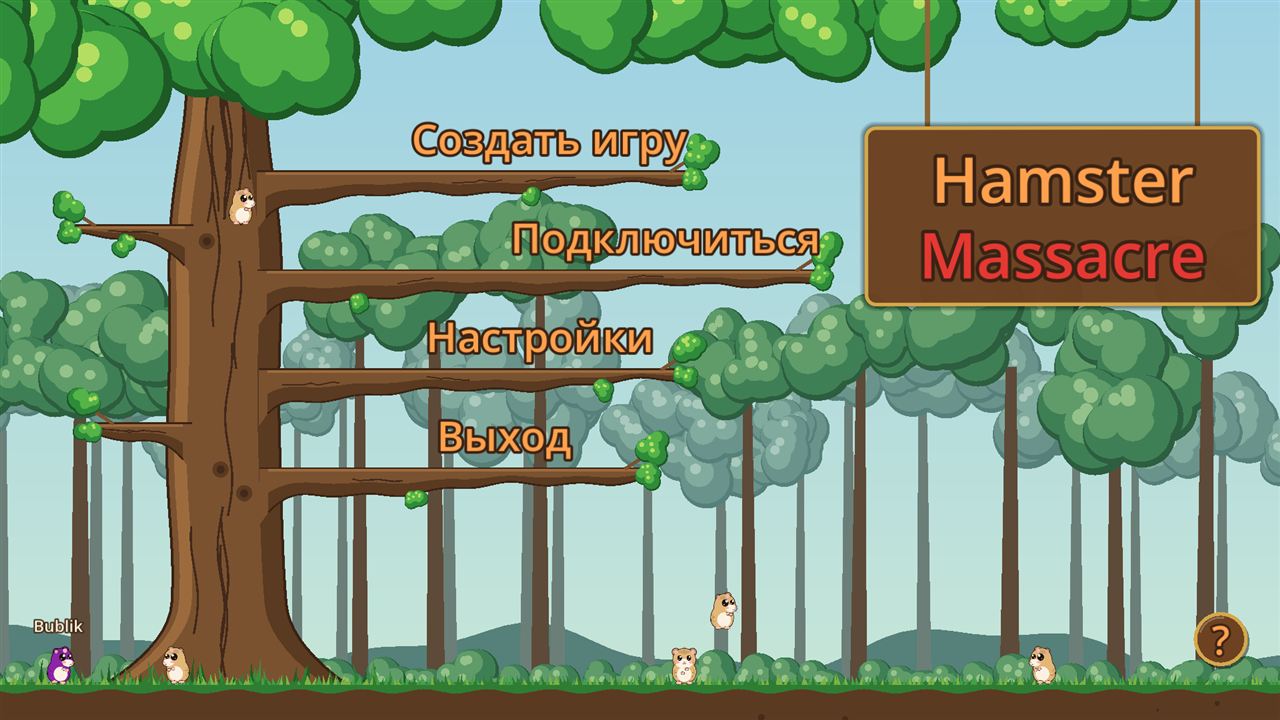 Создать игру
Подключиться
Настройки
Выход
Hamster
Massacre
Bublik
?